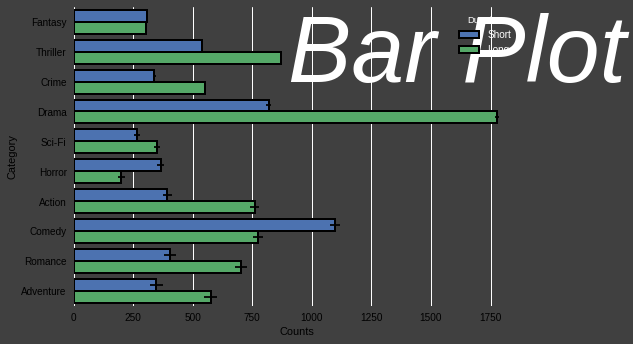 Bar Plot
Short
Fantasy
Thriller
Crime
Drama
Sci-Fi
Horror
Action
Comedy
Romance
Adventure
Category
0 250 500 750 1000 1250 1500 1750
Counts